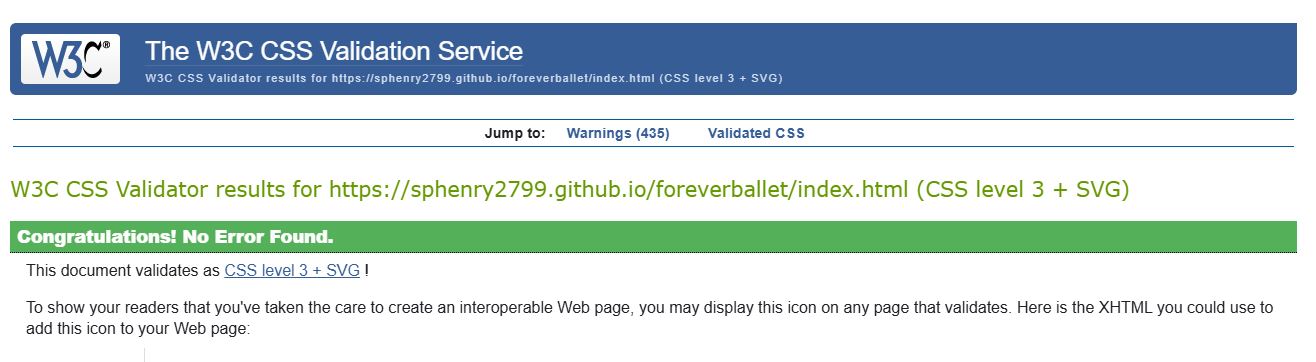 W3C®
The W3C CSS Validation Service
W3C CSS Validator results for https://sphenry2799.github.io/foreverballet/index.html (CSS level 3 + SVG)
Jump to: Warnings (435) Validated CSS
W3C CSS Validator results for https://sphenry2799.github.io/foreverballet/index.html (CSS level 3 + SVG)
Congratulations! No Error Found.
This document validates as CSS level 3 + SVG !
To show your readers that you've taken the care to create an interoperable Web page, you may display this icon on any page that validates. Here is the XHTML you could use to
add this icon to your Web page: